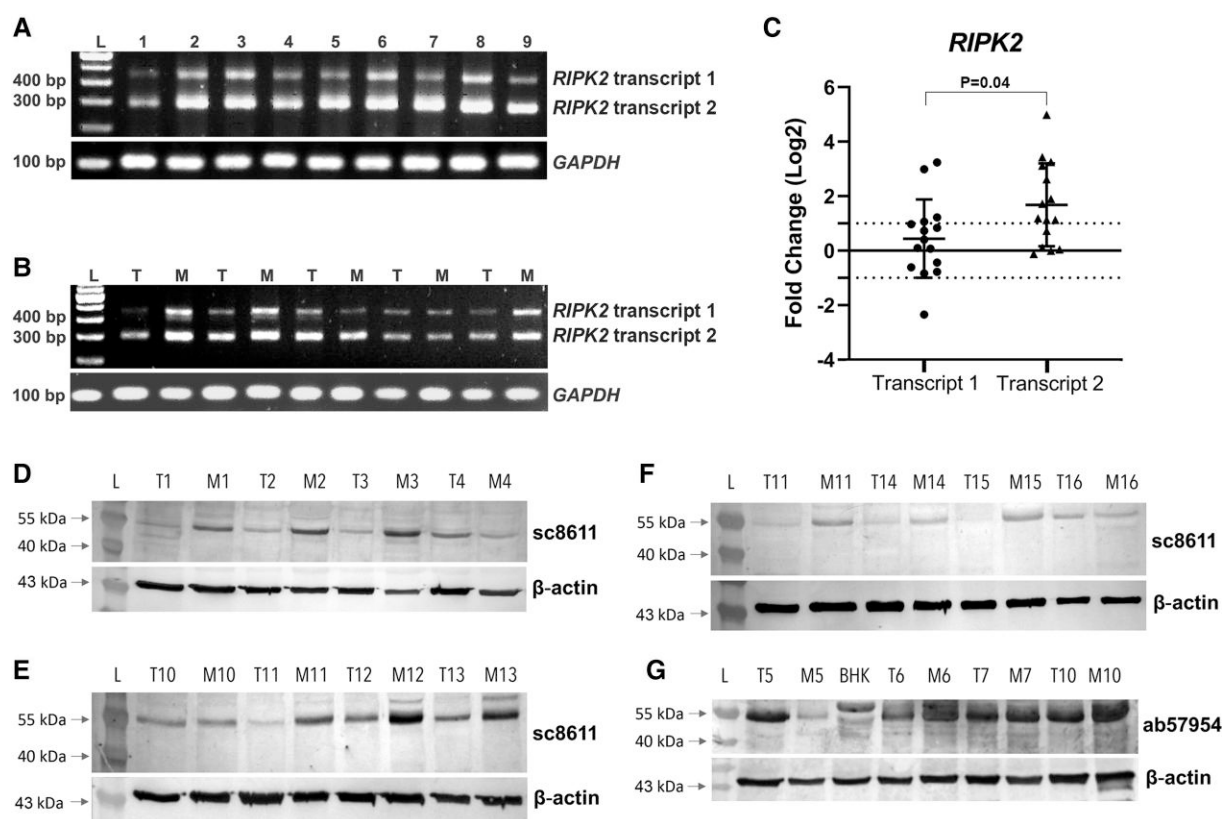 A
L 1 2 3 4 5 6 7 8 9
400 bp
RIPK2 transcript 1
300 bp
RIPK2 transcript 2
100 bp
GAPDH
B
L T M T M T M T M T M
400 bp
RIPK2 transcript 1
300 bp
RIPK2 transcript 2
100 bp
GAPDH
C
RIPK2
P=0.04
Fold Change (Log2)
6
4
2
0
-2
-4
Transcript 1 Transcript 2
D
L T1 M1 T2 M2 T3 M3 T4 M4
55 kDa
40 kDa
sc8611
43 kDa
β-actin
E
L T10 M10 T11 M11 T12 M12 T13 M13
55 kDa
40 kDa
sc8611
43 kDa
β-actin
F
L T11 M11 T14 M14 T15 M15 T16 M16
55 kDa
40 kDa
sc8611
43 kDa
β-actin
G
L T5 M5 BHK T6 M6 T7 M7 T10 M10
55 kDa
40 kDa
ab57954
43 kDa
β-actin